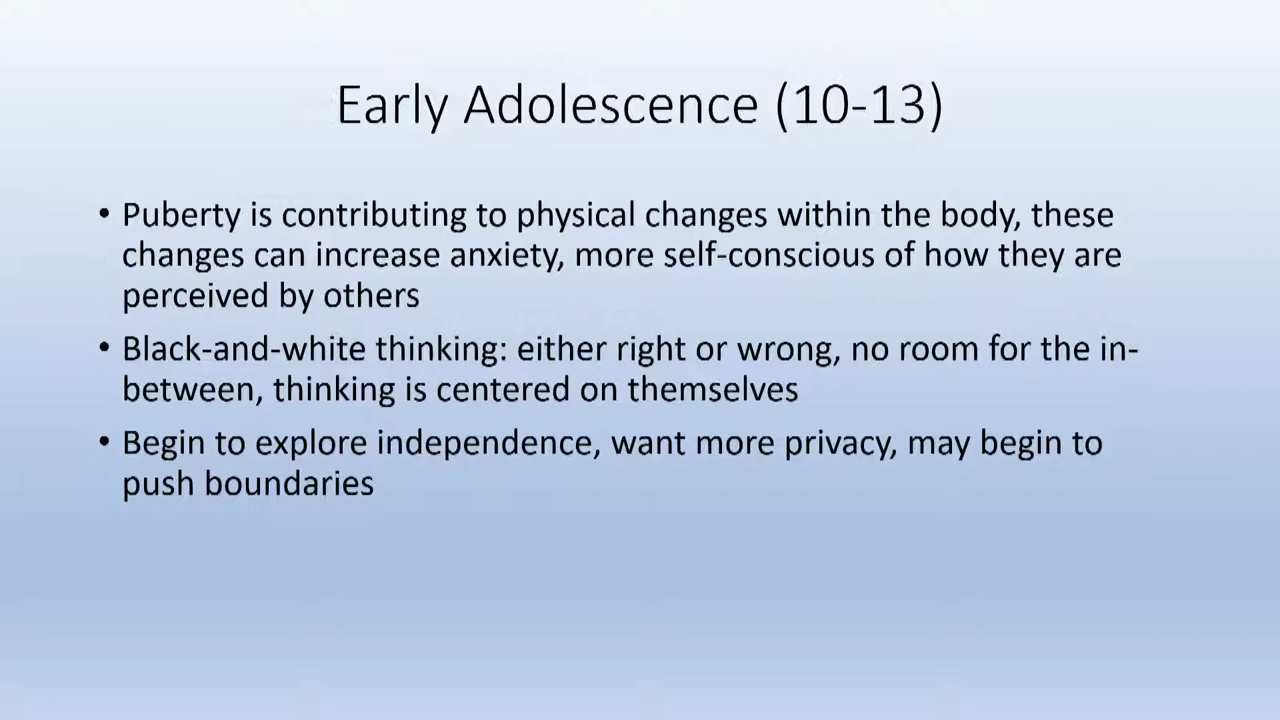 Early Adolescence (10-13)
• Puberty is contributing to physical changes within the body, these
changes can increase anxiety, more self-conscious of how they are
perceived by others
• Black-and-white thinking: either right or wrong, no room for the in-
between, thinking is centered on themselves
• Begin to explore independence, want more privacy, may begin to
push boundaries